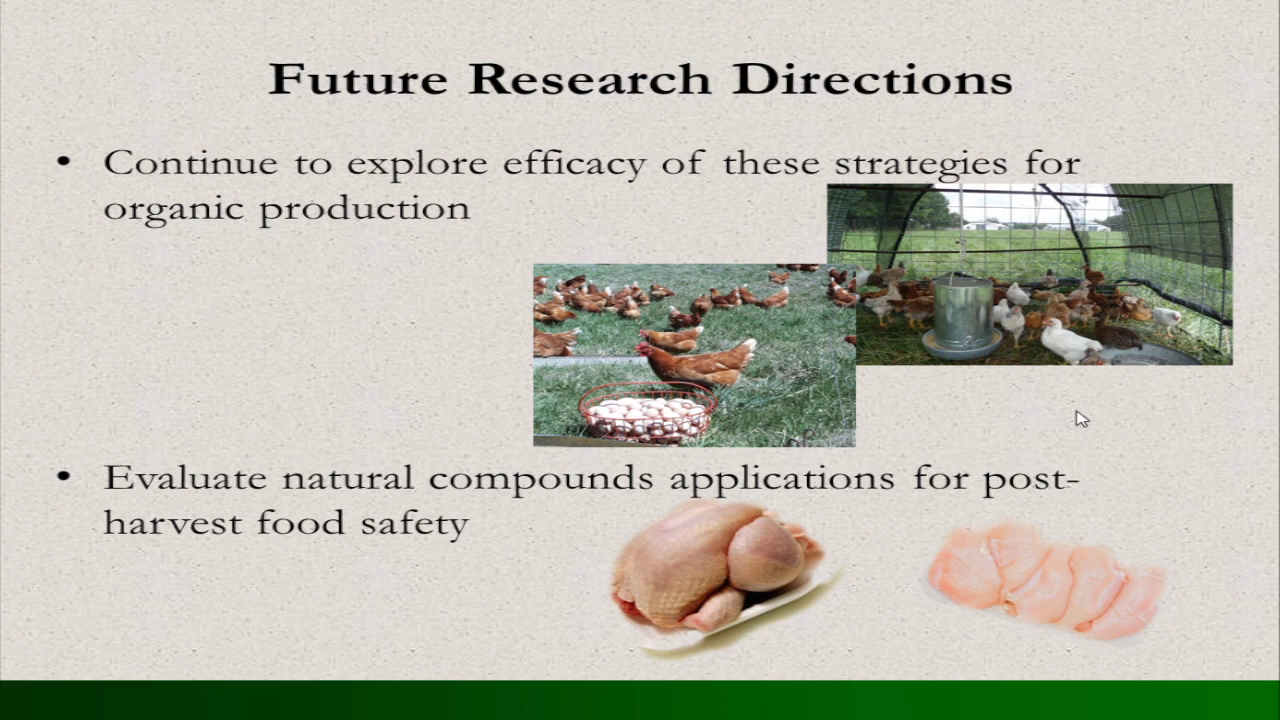 Future Research Directions
• Continue to explore efficacy of these strategies for
organic production
• Evaluate natural compounds applications for post-
harvest food safety